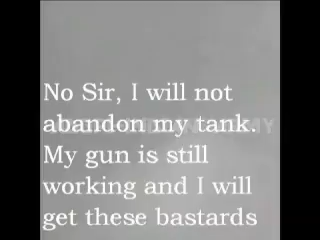 No Sir, I will not
abandon my tank.
My gun is still
working and I will
get these bastards